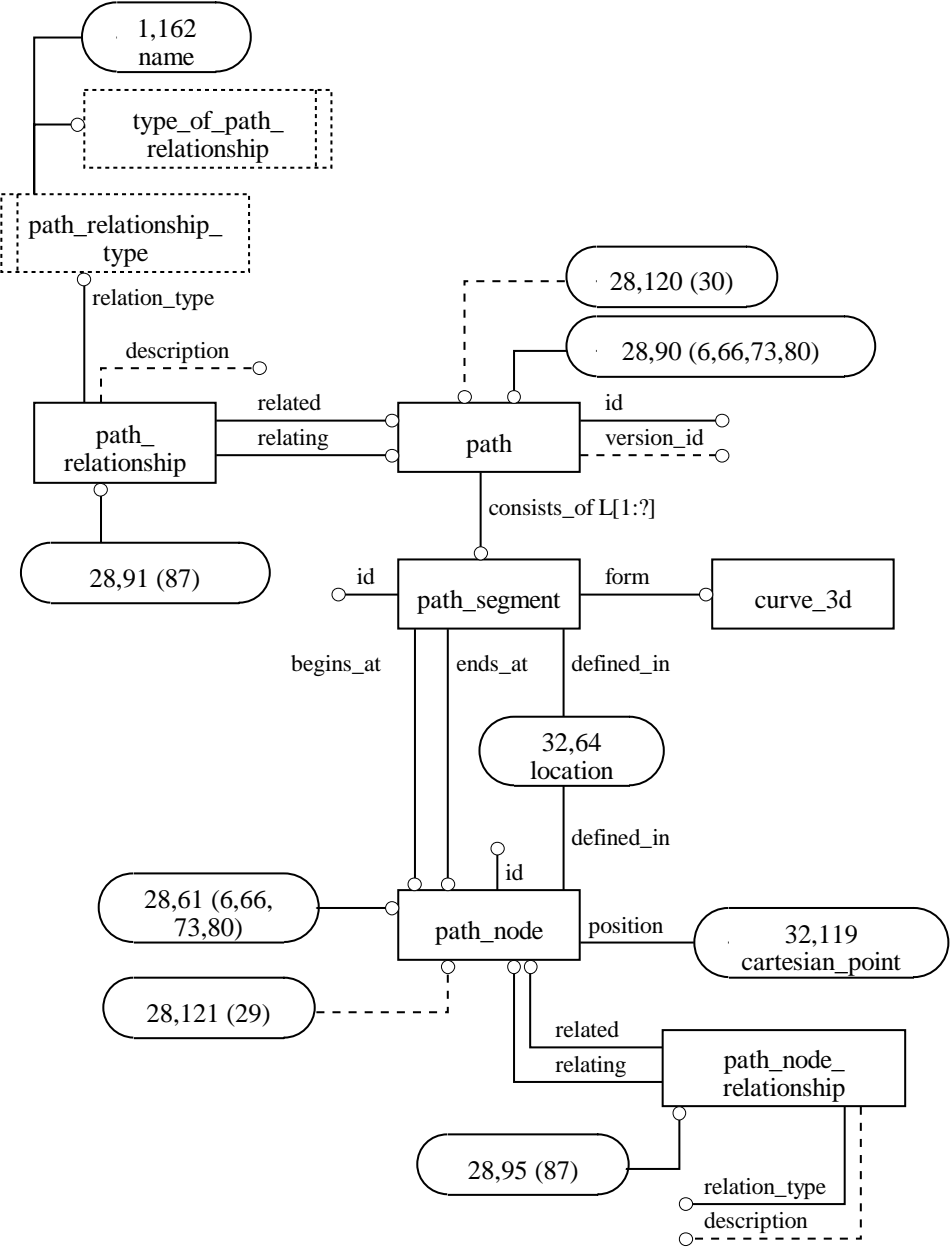 1,162
name
type_of_path_
relationship
path_relationship_
type
relation_type
28,120 (30)
description
28,90 (6,66,73,80)
path_
relationship
related
relating
path
id
version_id
consists_of L[1:?]
28,91 (87)
id
path_segment
form
curve_3d
begins_at
ends_at
defined_in
32,64
location
defined_in
id
28,61 (6,66,
73,80)
path_node
position
32,119
cartesian_point
28,121 (29)
related
relating
path_node_
relationship
28,95 (87)
relation_type
description